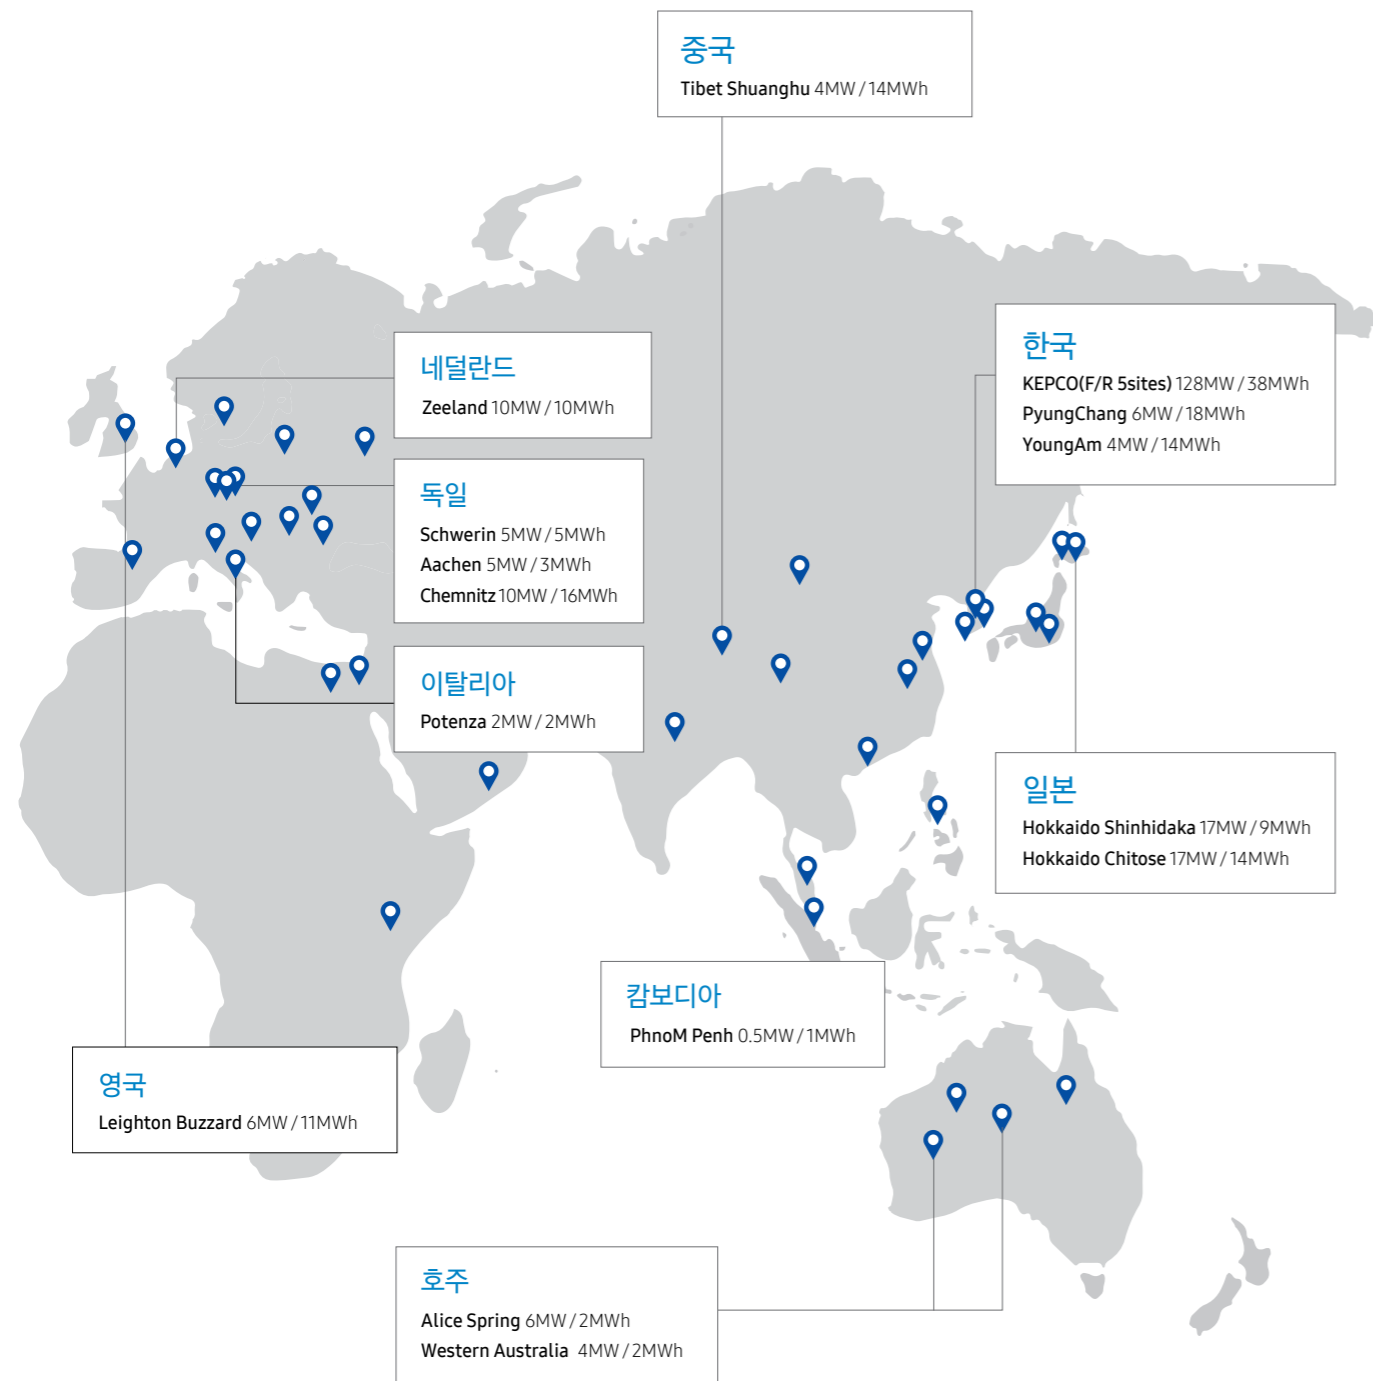 중국
Tibet Shuanghu 4MW / 14MWh
한국
KEPCO(F/R 5sites) 128MW / 38MWh
PyungChang 6MW / 18MWh
YoungAm 4MW / 14MWh
네덜란드
Zeeland 10MW / 10MWh
독일
Schwerin 5MW / 5MWh
Aachen 5MW / 3MWh
Chemnitz 10MW / 16MWh
이탈리아
Potenza 2MW / 2MWh
일본
Hokkaido Shinhidaka 17MW / 9MWh
Hokkaido Chitose 17MW / 14MWh
캄보디아
PhnoM Penh 0.5MW / 1MWh
영국
Leighton Buzzard 6MW / 11MWh
호주
Alice Spring 6MW / 2MWh
Western Australia 4MW / 2MWh